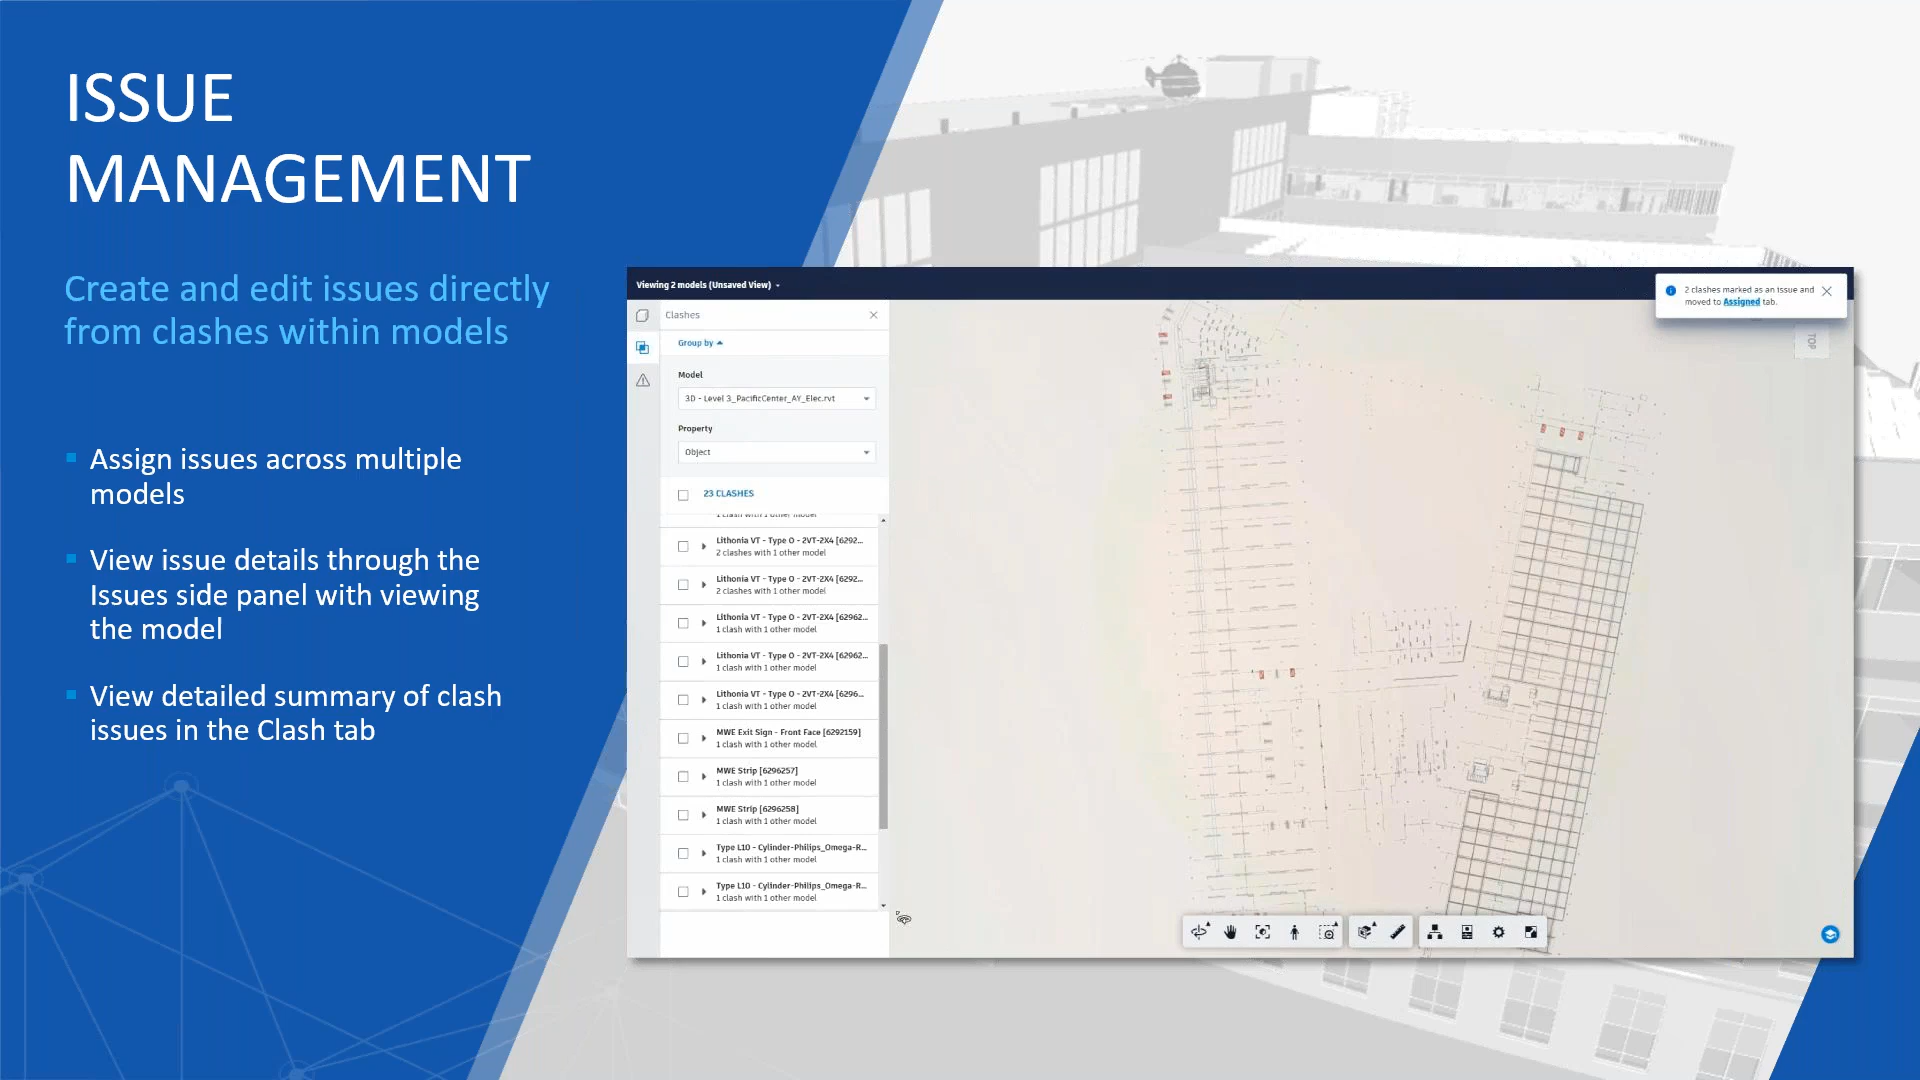 ISSUE
MANAGEMENT
Create and edit issues directly
from clashes within models
Assign issues across multiple
models
View issue details through the
Issues side panel with viewing
the model
View detailed summary of clash
issues in the Clash tab
Viewing 2 models (Unsaved View)
2 clashes marked as an issue and
moved to Assigned tab.
TOP
Clashes
Group by
Model
3D - Level 3_PacificCenter_AY_Elec.rvt
Property
Object
23 CLASHES
1 clash with 1 other model
Lithonia VT - Type O - 2VT-2X4 [6292...
2 clashes with 1 other model
Lithonia VT - Type O - 2VT-2X4 [6292...
2 clashes with 1 other model
Lithonia VT - Type O - 2VT-2X4 [62962...
1 clash with 1 other model
Lithonia VT - Type O - 2VT-2X4 [62962...
1 clash with 1 other model
Lithonia VT - Type O - 2VT-2X4 [6296...
1 clash with 1 other model
MWE Exit Sign - Front Face [6292159]
1 clash with 1 other model
MWE Strip [6296257]
1 clash with 1 other model
MWE Strip [6296258]
1 clash with 1 other model
Type L10 - Cylinder-Philips_Omega-R...
1 clash with 1 other model
Type L10 - Cylinder-Philips_Omega-R...
1 clash with 1 other model